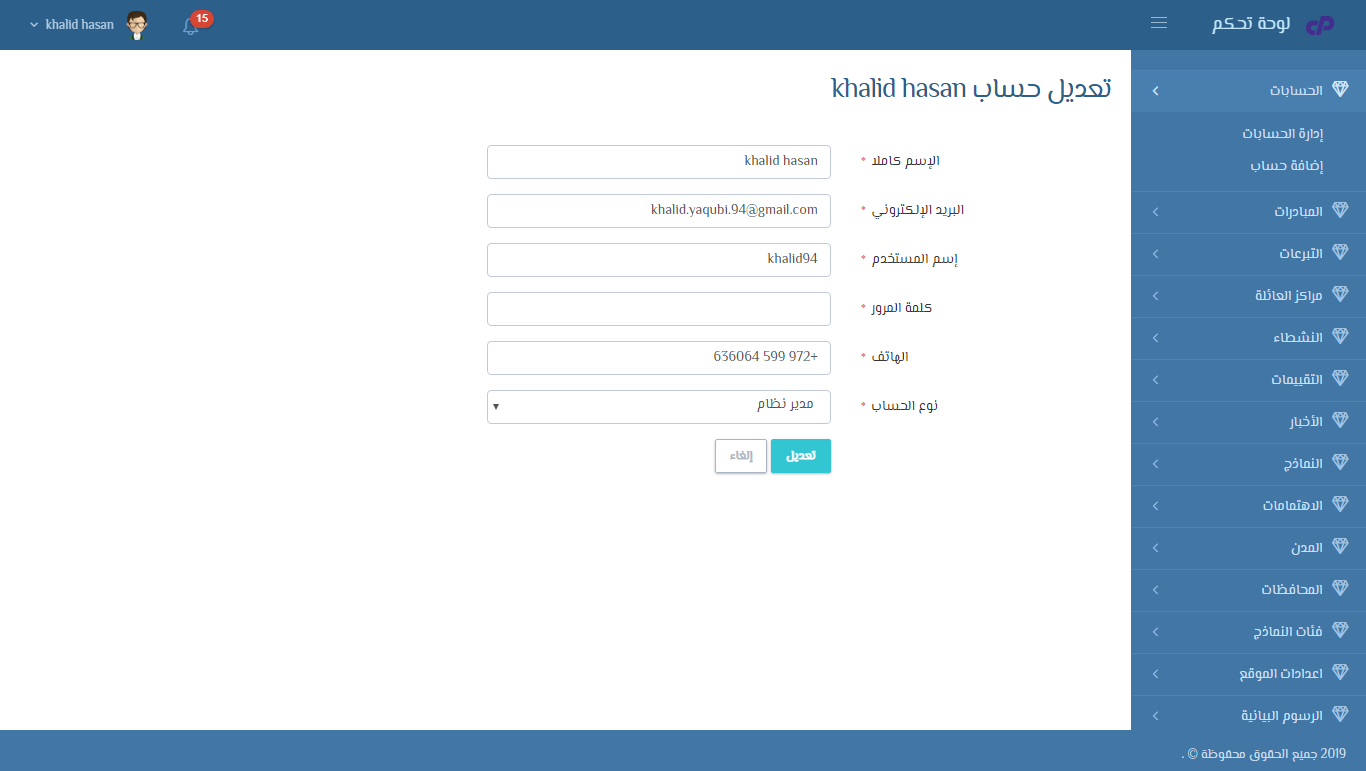 لوحة تحكم
15
khalid hasan
الحسابات
إدارة الحسابات
إضافة حساب
المبادرات
التبرعات
مراكز العائلة
النشطاء
التقييمات
الأخبار
النماذج
الاهتمامات
المدن
المحافظات
فئات النماذج
اعدادات الموقع
الرسوم البيانية
تعديل حساب khalid hasan
الإسم كاملا * khalid hasan
البريد الإلكتروني * khalid.yaqubi.94@gmail.com
إسم المستخدم * khalid94
كلمة المرور *
الهاتف * +972 599 636064
نوع الحساب * مدير نظام
تعديل إلغاء
2019 جميع الحقوق محفوظة © .